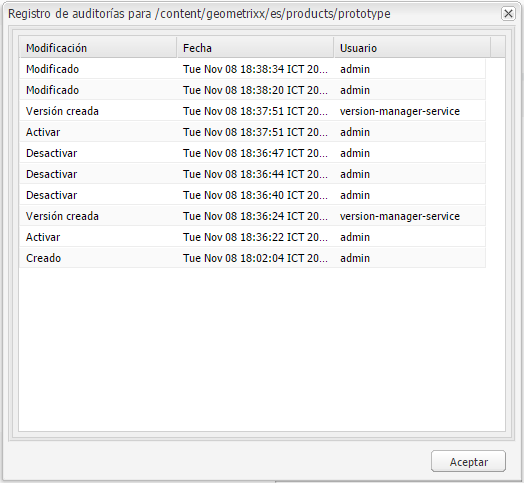 Registro de auditorías para /content/geometrixx/es/products/prototype
Modificación Fecha Usuario
Modificado Tue Nov 08 18:38:34 ICT 20... admin
Modificado Tue Nov 08 18:38:20 ICT 20... admin
Versión creada Tue Nov 08 18:37:51 ICT 20... version-manager-service
Activar Tue Nov 08 18:37:51 ICT 20... admin
Desactivar Tue Nov 08 18:36:47 ICT 20... admin
Desactivar Tue Nov 08 18:36:44 ICT 20... admin
Desactivar Tue Nov 08 18:36:40 ICT 20... admin
Versión creada Tue Nov 08 18:36:24 ICT 20... version-manager-service
Activar Tue Nov 08 18:36:22 ICT 20... admin
Creado Tue Nov 08 18:02:04 ICT 20... admin
Aceptar